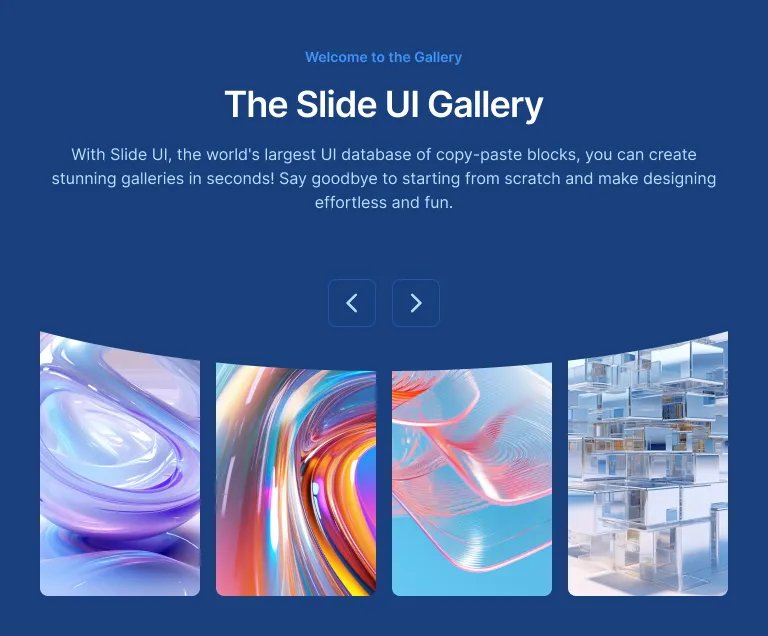 Welcome to the Gallery
The Slide UI Gallery
With Slide UI, the world's largest UI database of copy-paste blocks, you can create
stunning galleries in seconds! Say goodbye to starting from scratch and make designing
effortless and fun.